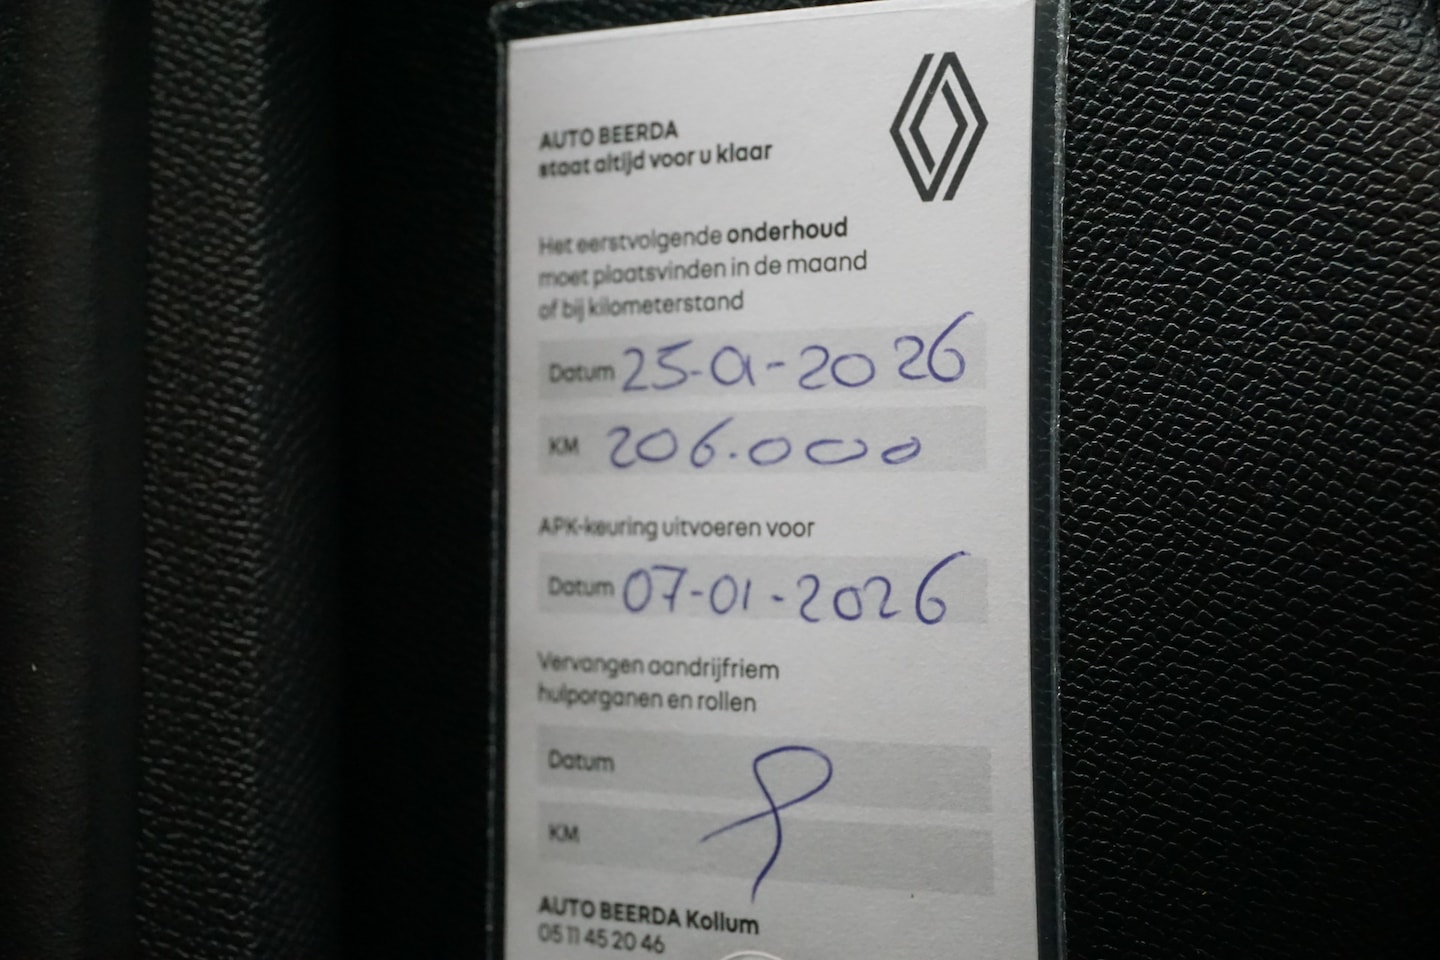 AUTO BEERDA
staat altijd voor u klaar
Het eerstvolgende onderhoud
moet plaatsvinden in de maand
of bij kilometerstand
Datum 25-01-2026
KM 206.000
APK-keuring uitvoeren voor
Datum 07-01-2026
Vervangen aandrijfriem
hulporganen en rollen
Datum
KM
AUTO BEERDA Kollum
05 11 45 20 46